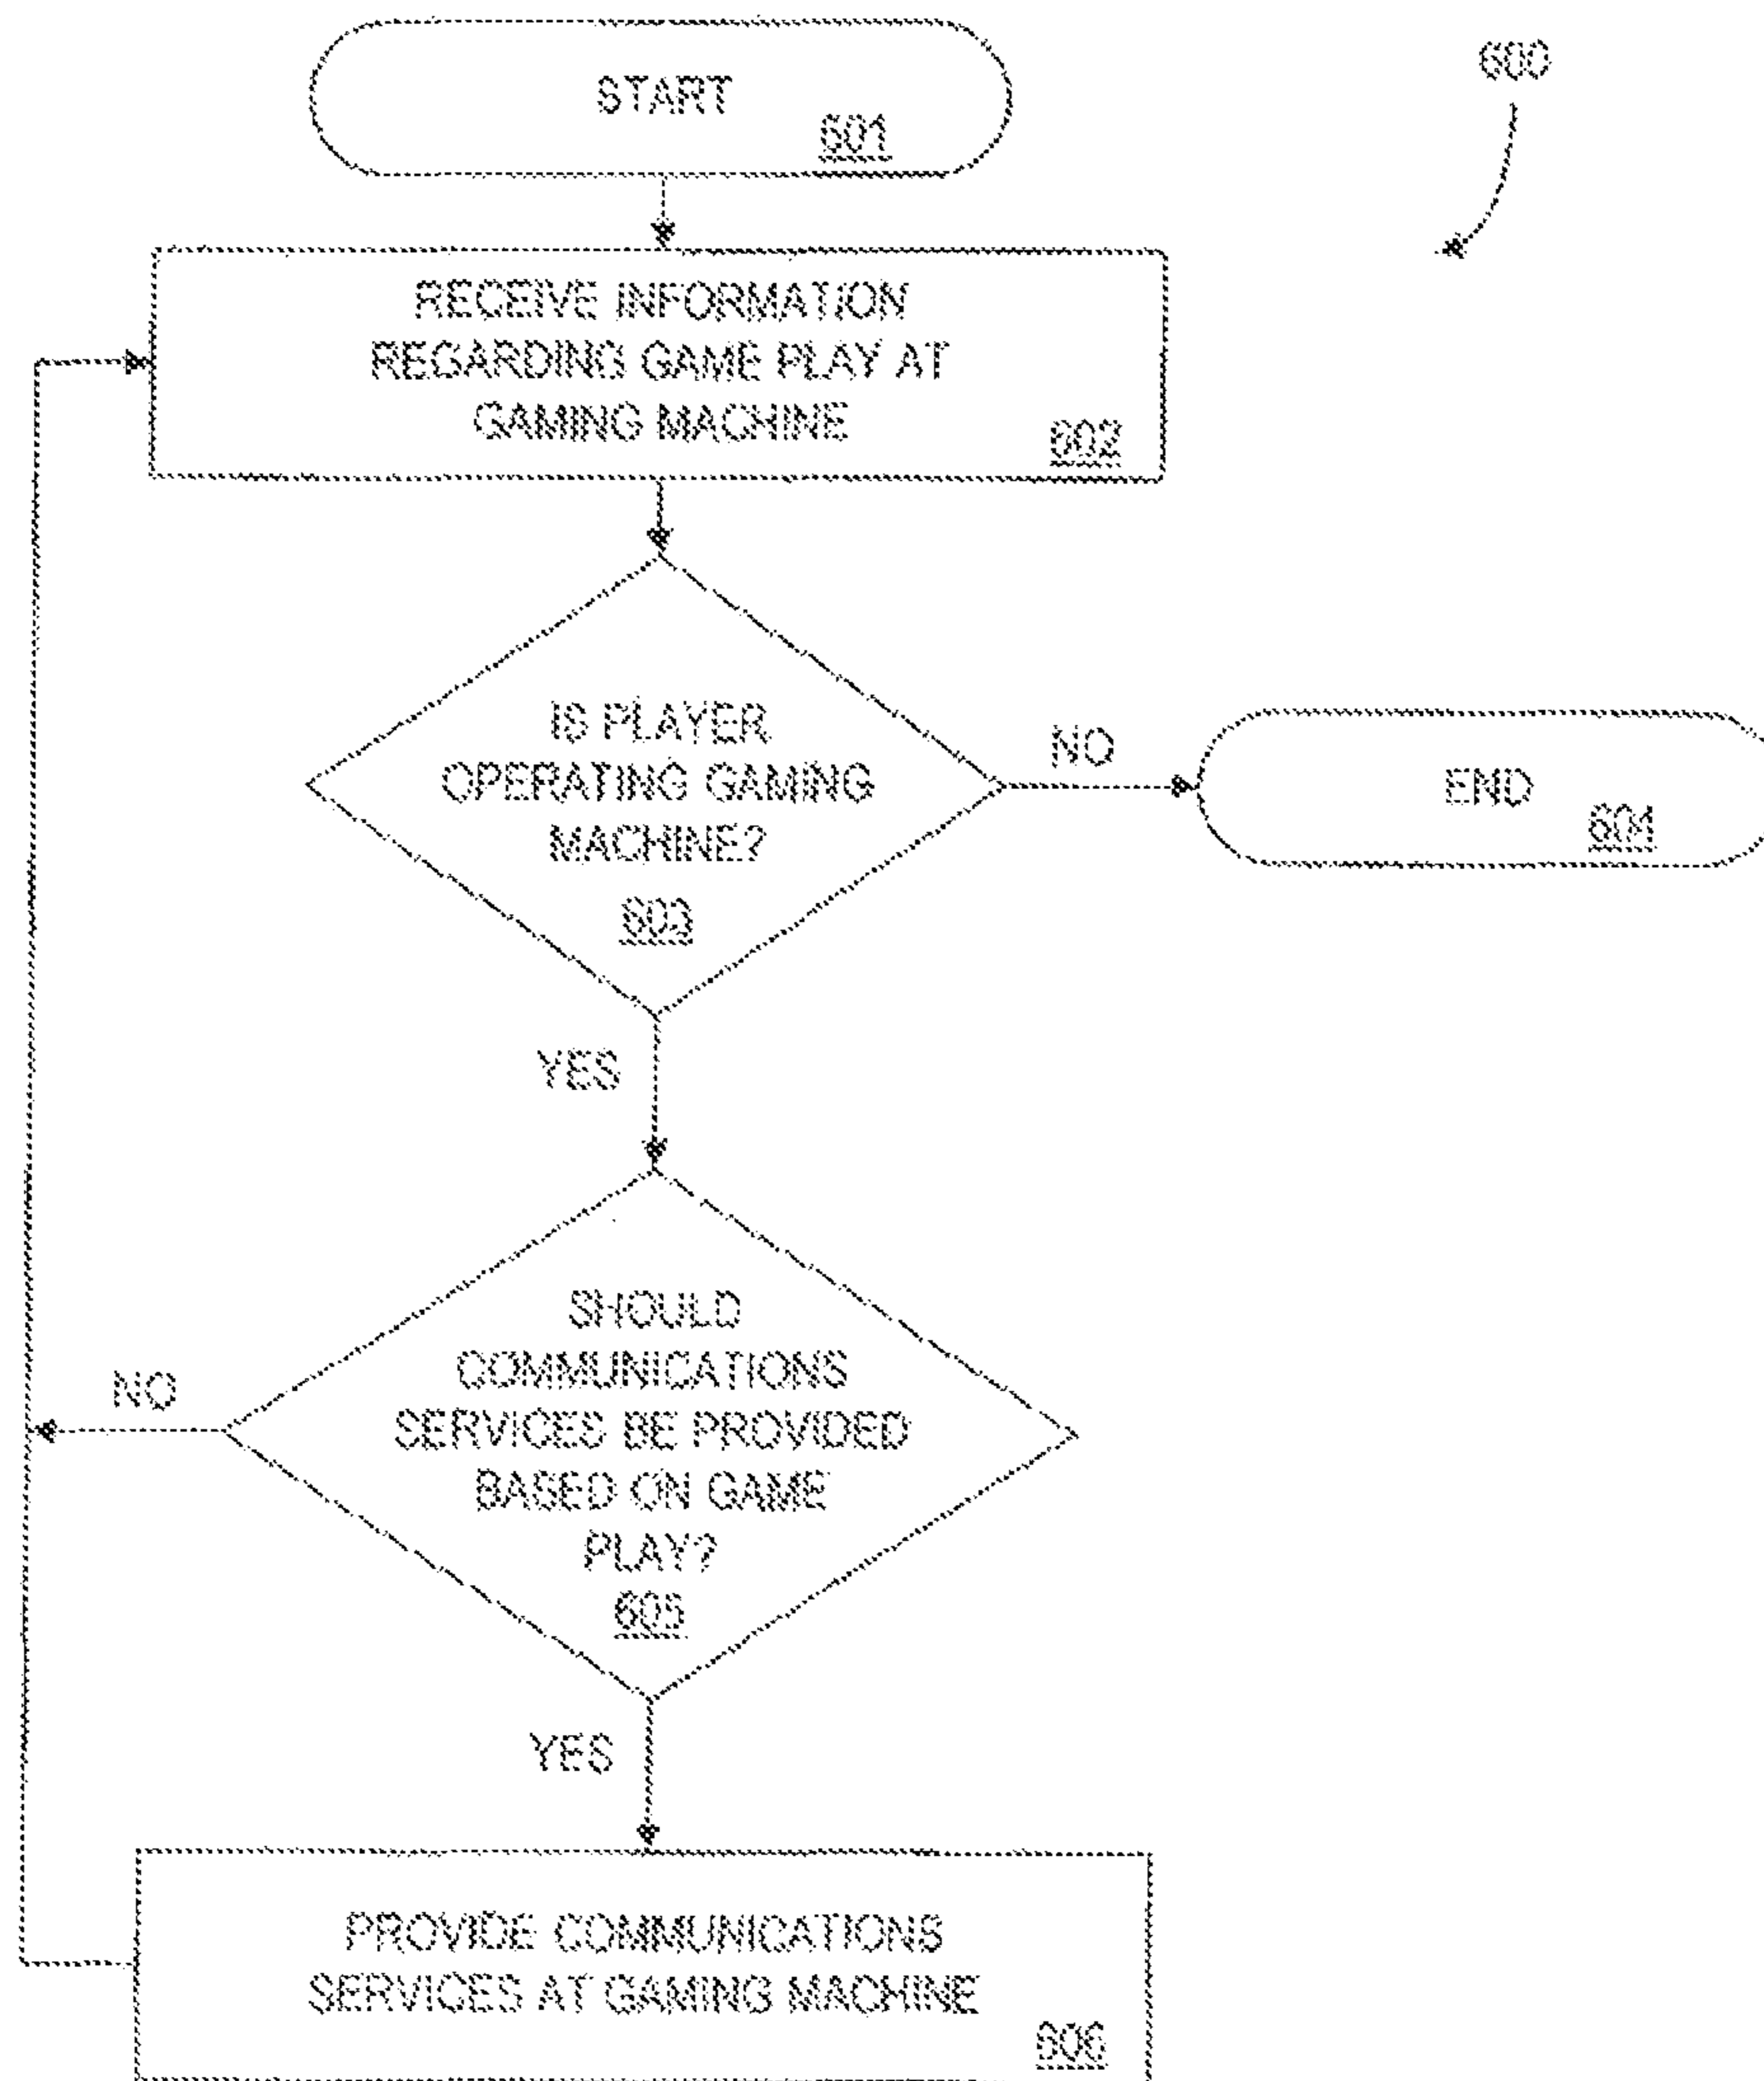 START
601
600
RECEIVE INFORMATION
REGARDING GAME PLAY AT
GAMING MACHINE
602
IS PLAYER
OPERATING GAMING
MACHINE?
603
NO
END
604
YES
SHOULD
COMMUNICATIONS
SERVICES BE PROVIDED
BASED ON GAME
PLAY?
605
NO
YES
PROVIDE COMMUNICATIONS
SERVICES AT GAMING MACHINE
606